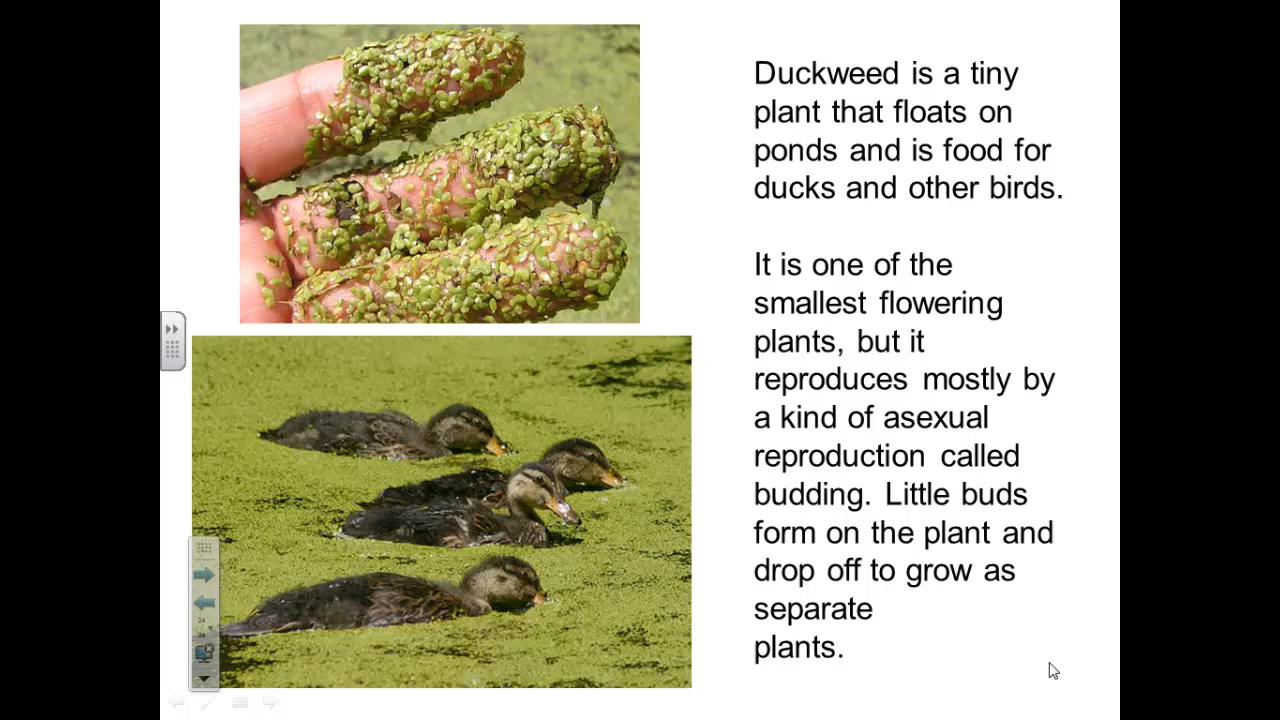 Duckweed is a tiny
plant that floats on
ponds and is food for
ducks and other birds.
It is one of the
smallest flowering
plants, but it
reproduces mostly by
a kind of asexual
reproduction called
budding. Little buds
form on the plant and
drop off to grow as
separate
plants.
34
34